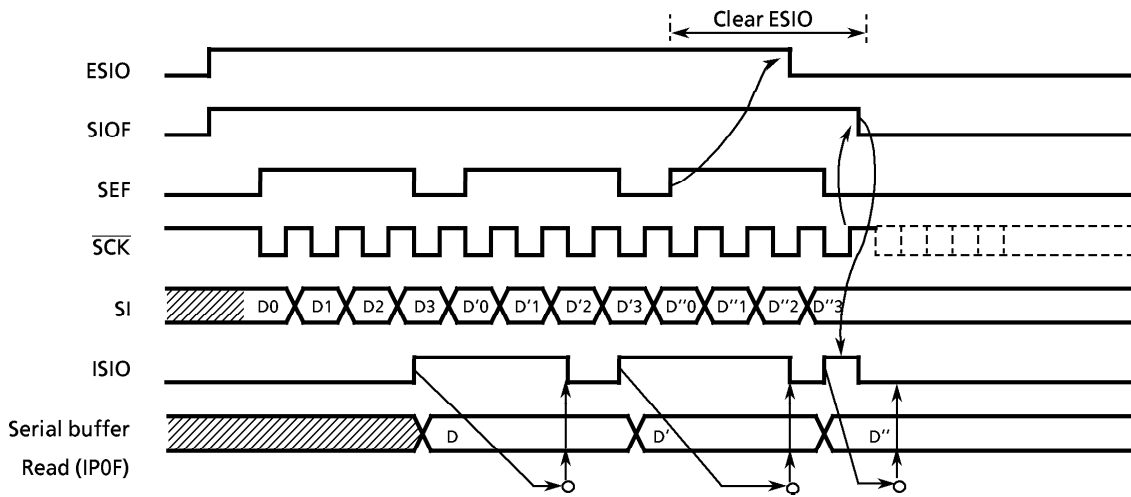 Clear ESIO
ESIO
SIOF
SEF
SCK
SI
D0 D1 D2 D3 D'0 D'1 D'2 D'3 D''0 D''1 D''2 D''3
ISIO
Serial buffer
D D' D''
Read (IP0F)